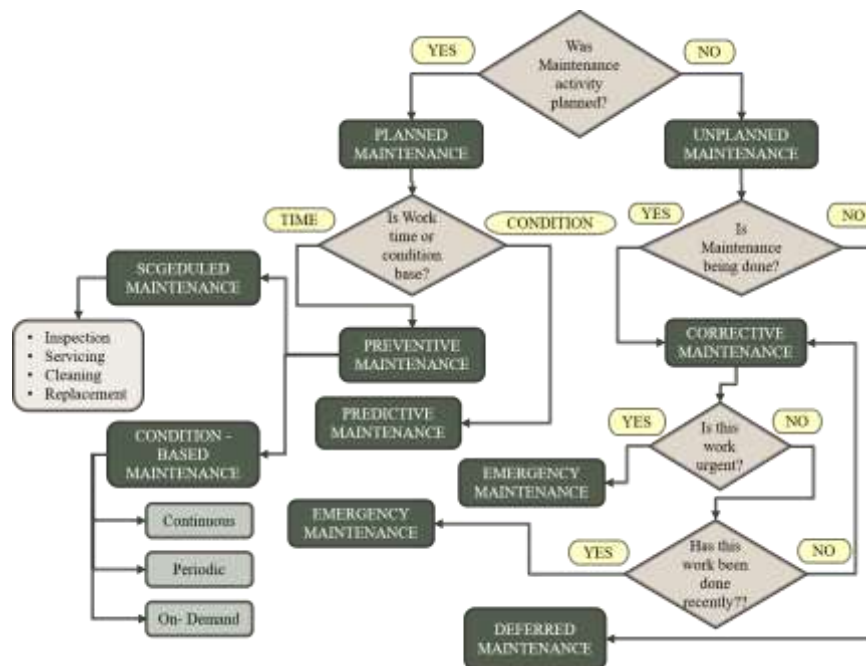 YES
Was
Maintenance
activity
planned?
NO
PLANNED
MAINTENANCE
UNPLANNED
MAINTENANCE
TIME
Is Work
time or
condition
base?
CONDITION
YES
Is
Maintenance
being done?
NO
SCGEDULED
MAINTENANCE
• Inspection
• Servicing
• Cleaning
• Replacement
PREVENTIVE
MAINTENANCE
CORRECTIVE
MAINTENANCE
PREDICTIVE
MAINTENANCE
YES
Is this
work
urgent?
NO
CONDITION -
BASED
MAINTENANCE
EMERGENCY
MAINTENANCE
Continuous
EMERGENCY
MAINTENANCE
YES
Has this
work been
done
recently??
NO
Periodic
On- Demand
DEFERRED
MAINTENANCE